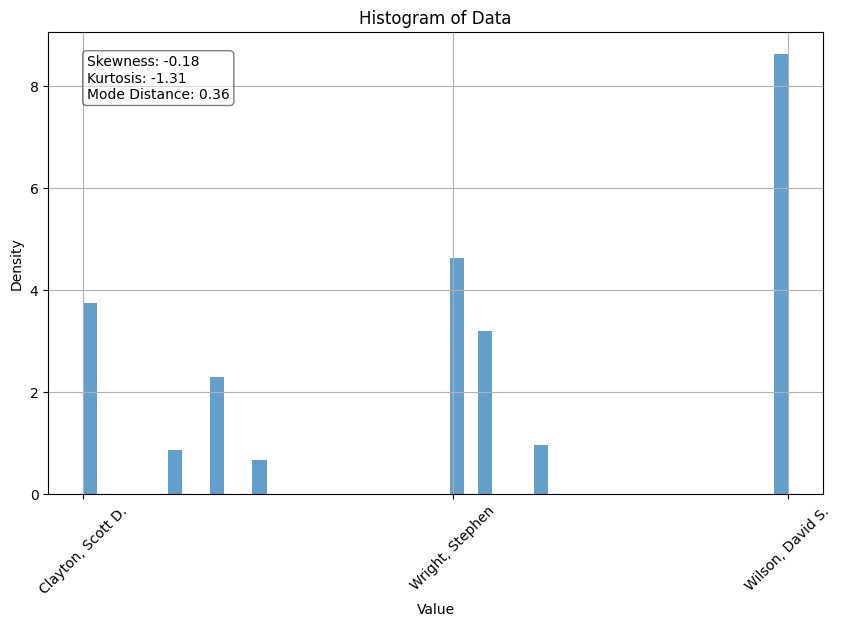 Histogram of Data
Skewness: -0.18
Kurtosis: -1.31
Mode Distance: 0.36
8
6
4
2
0
Density
Clayton, Scott D.
Wright, Stephen
Wilson, David S.
Value